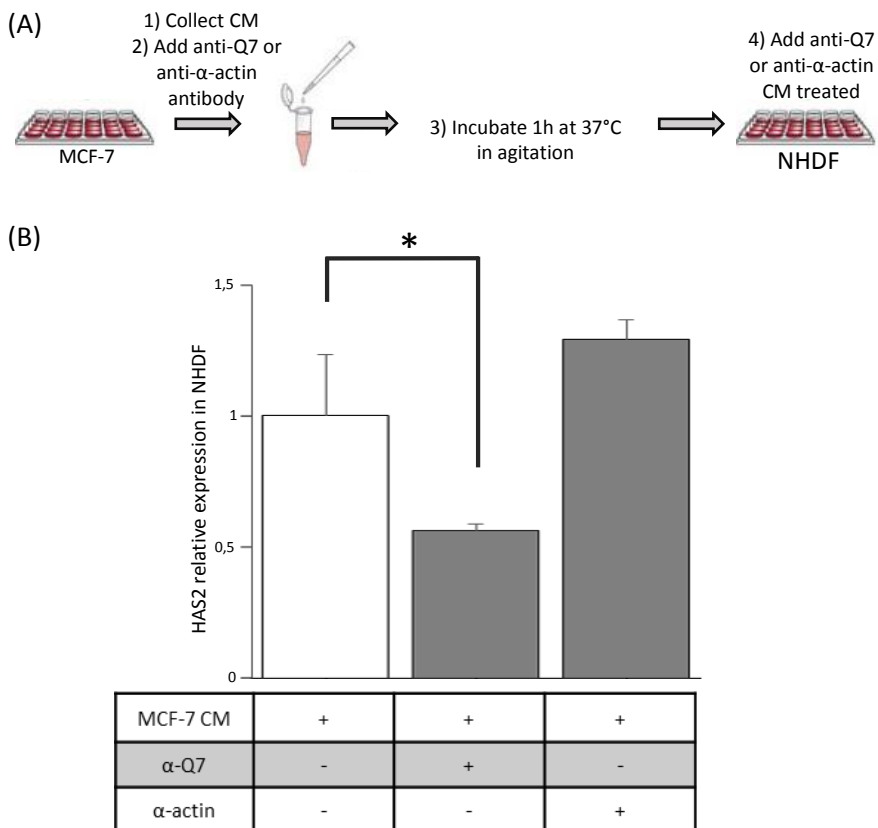 (A)
1) Collect CM
2) Add anti-Q7 or
anti-α-actin
antibody
MCF-7
3) Incubate 1h at 37°C
in agitation
4) Add anti-Q7
or anti-α-actin
CM treated
NHDF
(B)
*
HAS2 relative expression in NHDF
1,5
1
0,5
0
MCF-7 CM + + +
α-Q7 - + -
α-actin - - +